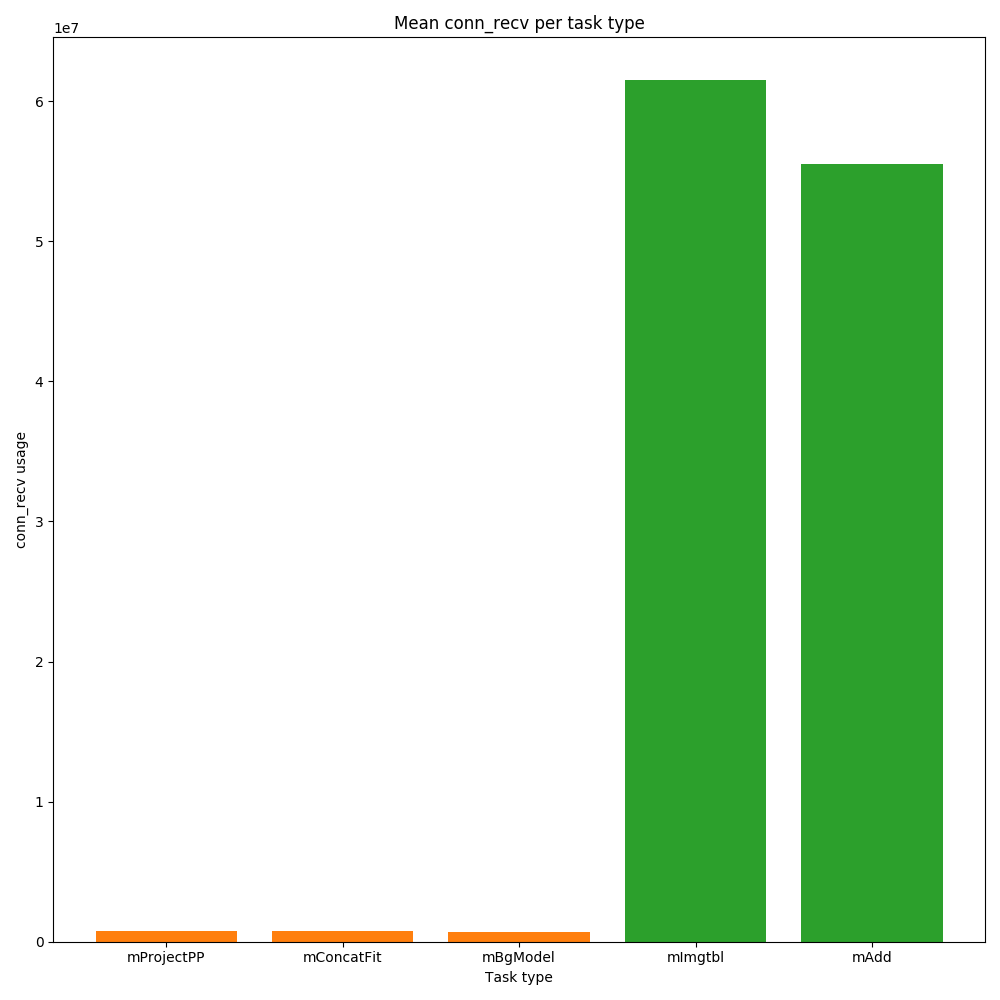 Mean conn_recv per task type
1e7
6
5
4
3
2
1
0
conn_recv usage
mProjectPP mConcatFit mBgModel mImgtbl mAdd
Task type